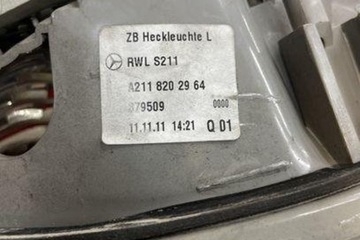 ZB Heckleuchte L
RWL S211
A211 820 29 64
879509 0000
11.11.11 14:21 Q 01